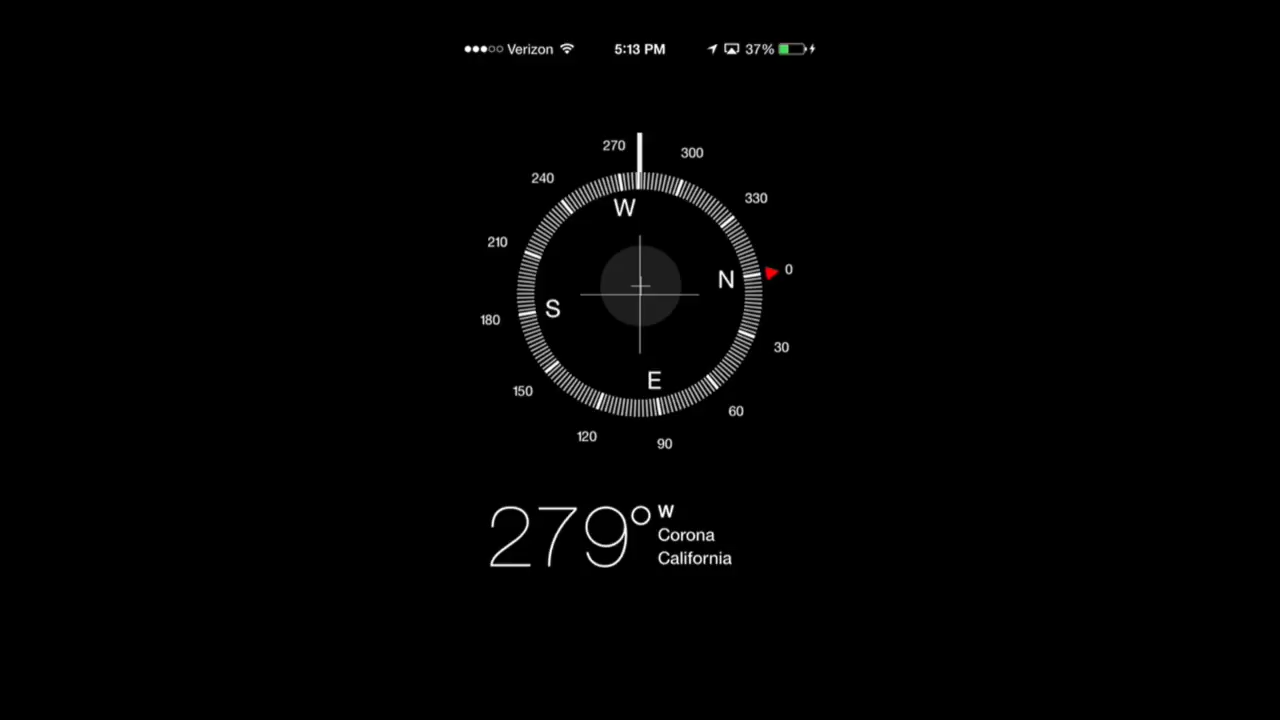 Verizon 5:13 PM 37%
270 300
240 330
W
210 0
N
S
180 30
E
150 60
120 90
279° W
Corona
California